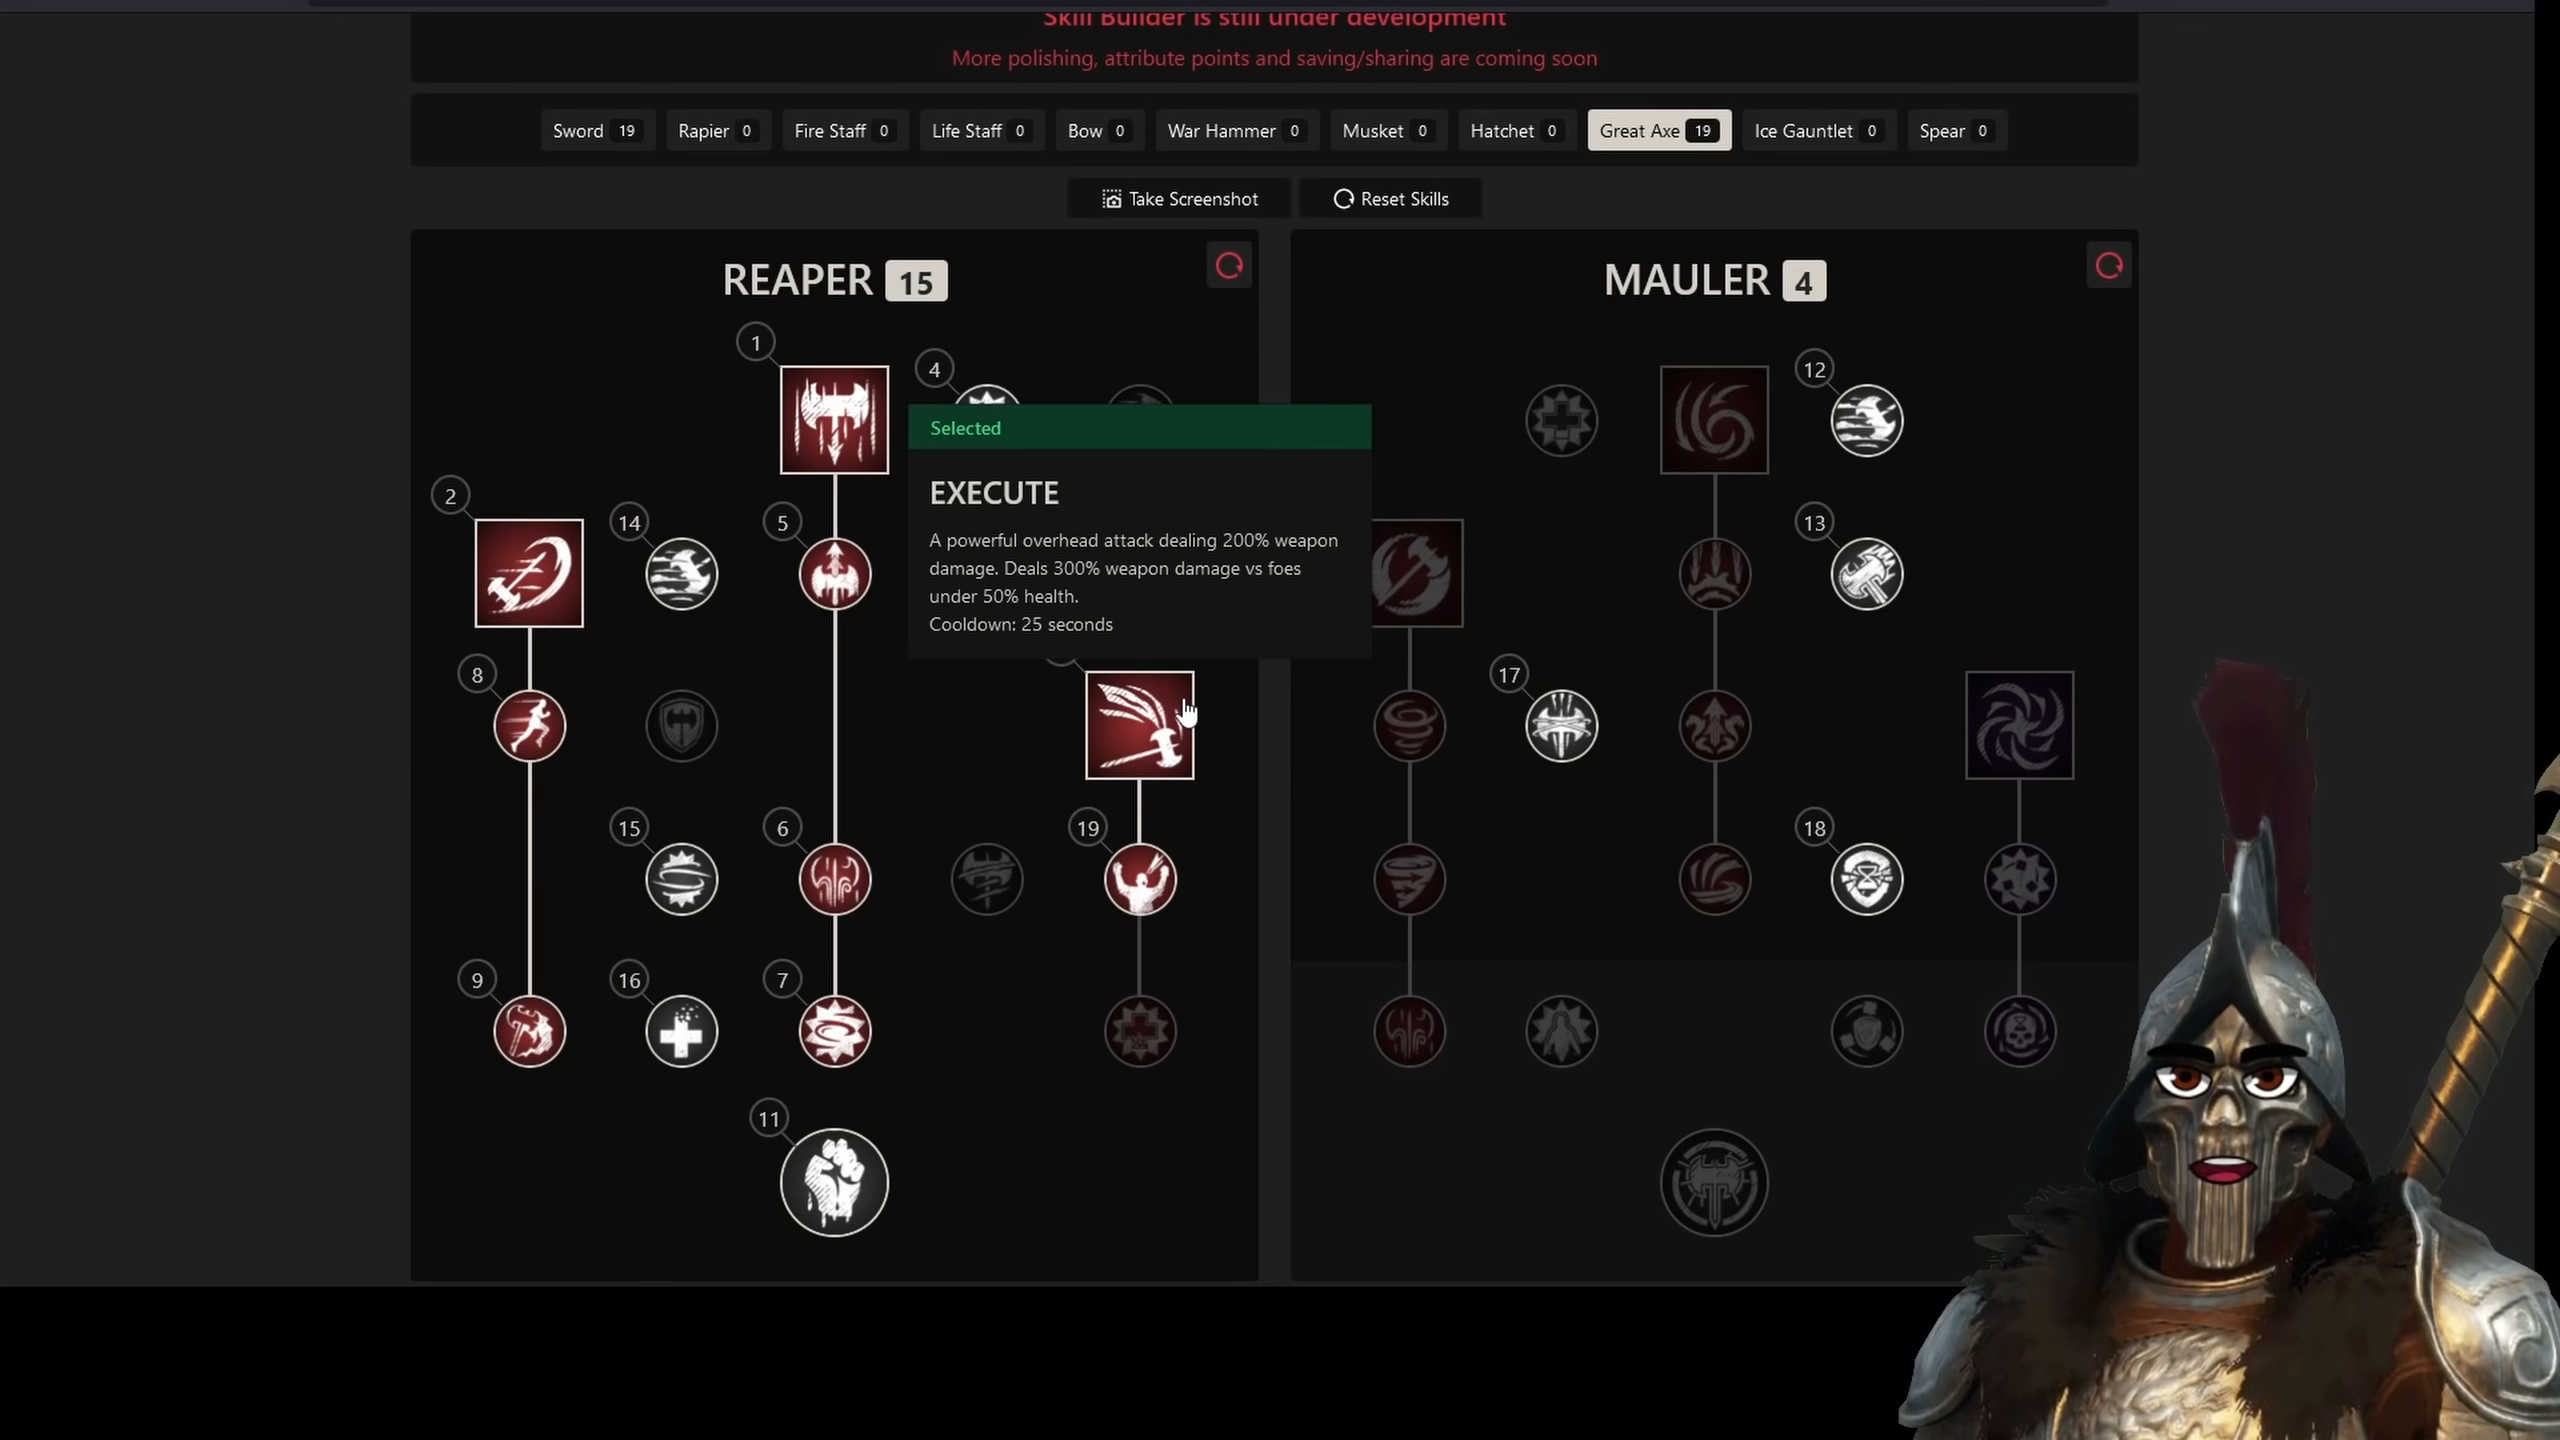 Skill Builder is still under development
More polishing, attribute points and saving/sharing are coming soon
Sword 19 Rapier 0 Fire Staff 0 Life Staff 0 Bow 0 War Hammer 0 Musket 0 Hatchet 0 Great Axe 19 Ice Gauntlet 0 Spear 0
Take Screenshot Reset Skills
REAPER 15
1
4
2
14
5
8
15
6
19
9
16
7
11
Selected
EXECUTE
A powerful overhead attack dealing 200% weapon
damage. Deals 300% weapon damage vs foes
under 50% health.
Cooldown: 25 seconds
MAULER 4
12
13
17
18